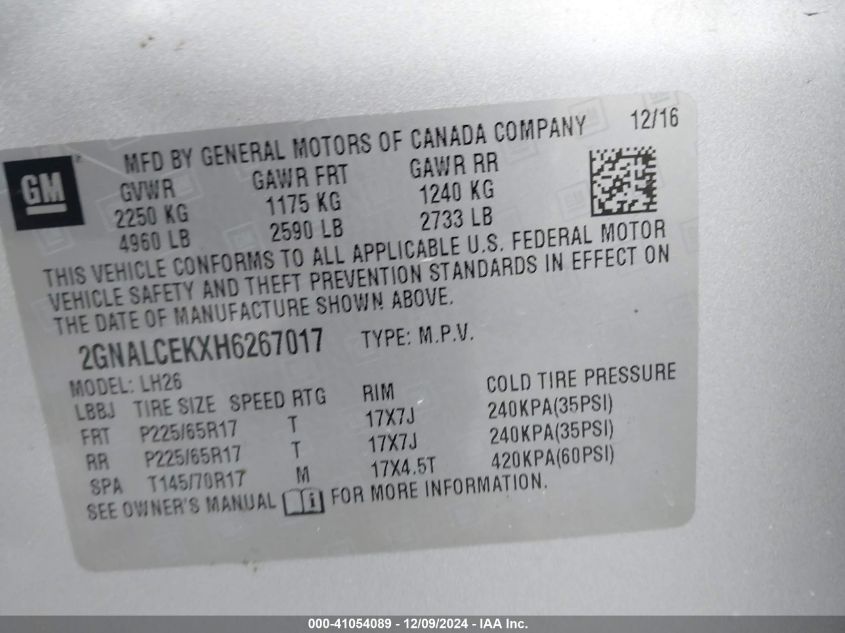 GM
MFD BY GENERAL MOTORS OF CANADA COMPANY 12/16
GVWR GAWR FRT GAWR RR
2250 KG 1175 KG 1240 KG
4960 LB 2590 LB 2733 LB
THIS VEHICLE CONFORMS TO ALL APPLICABLE U.S. FEDERAL MOTOR
VEHICLE SAFETY AND THEFT PREVENTION STANDARDS IN EFFECT ON
THE DATE OF MANUFACTURE SHOWN ABOVE.
2GNALCEKXH6267017 TYPE: M.P.V.
MODEL: LH26
LBBJ TIRE SIZE SPEED RTG RIM COLD TIRE PRESSURE
FRT P225/65R17 T 17X7J 240KPA(35PSI)
RR P225/65R17 T 17X7J 240KPA(35PSI)
SPA T145/70R17 M 17X4.5T 420KPA(60PSI)
SEE OWNER'S MANUAL i FOR MORE INFORMATION.
000-41054089 - 12/09/2024 - IAA Inc.